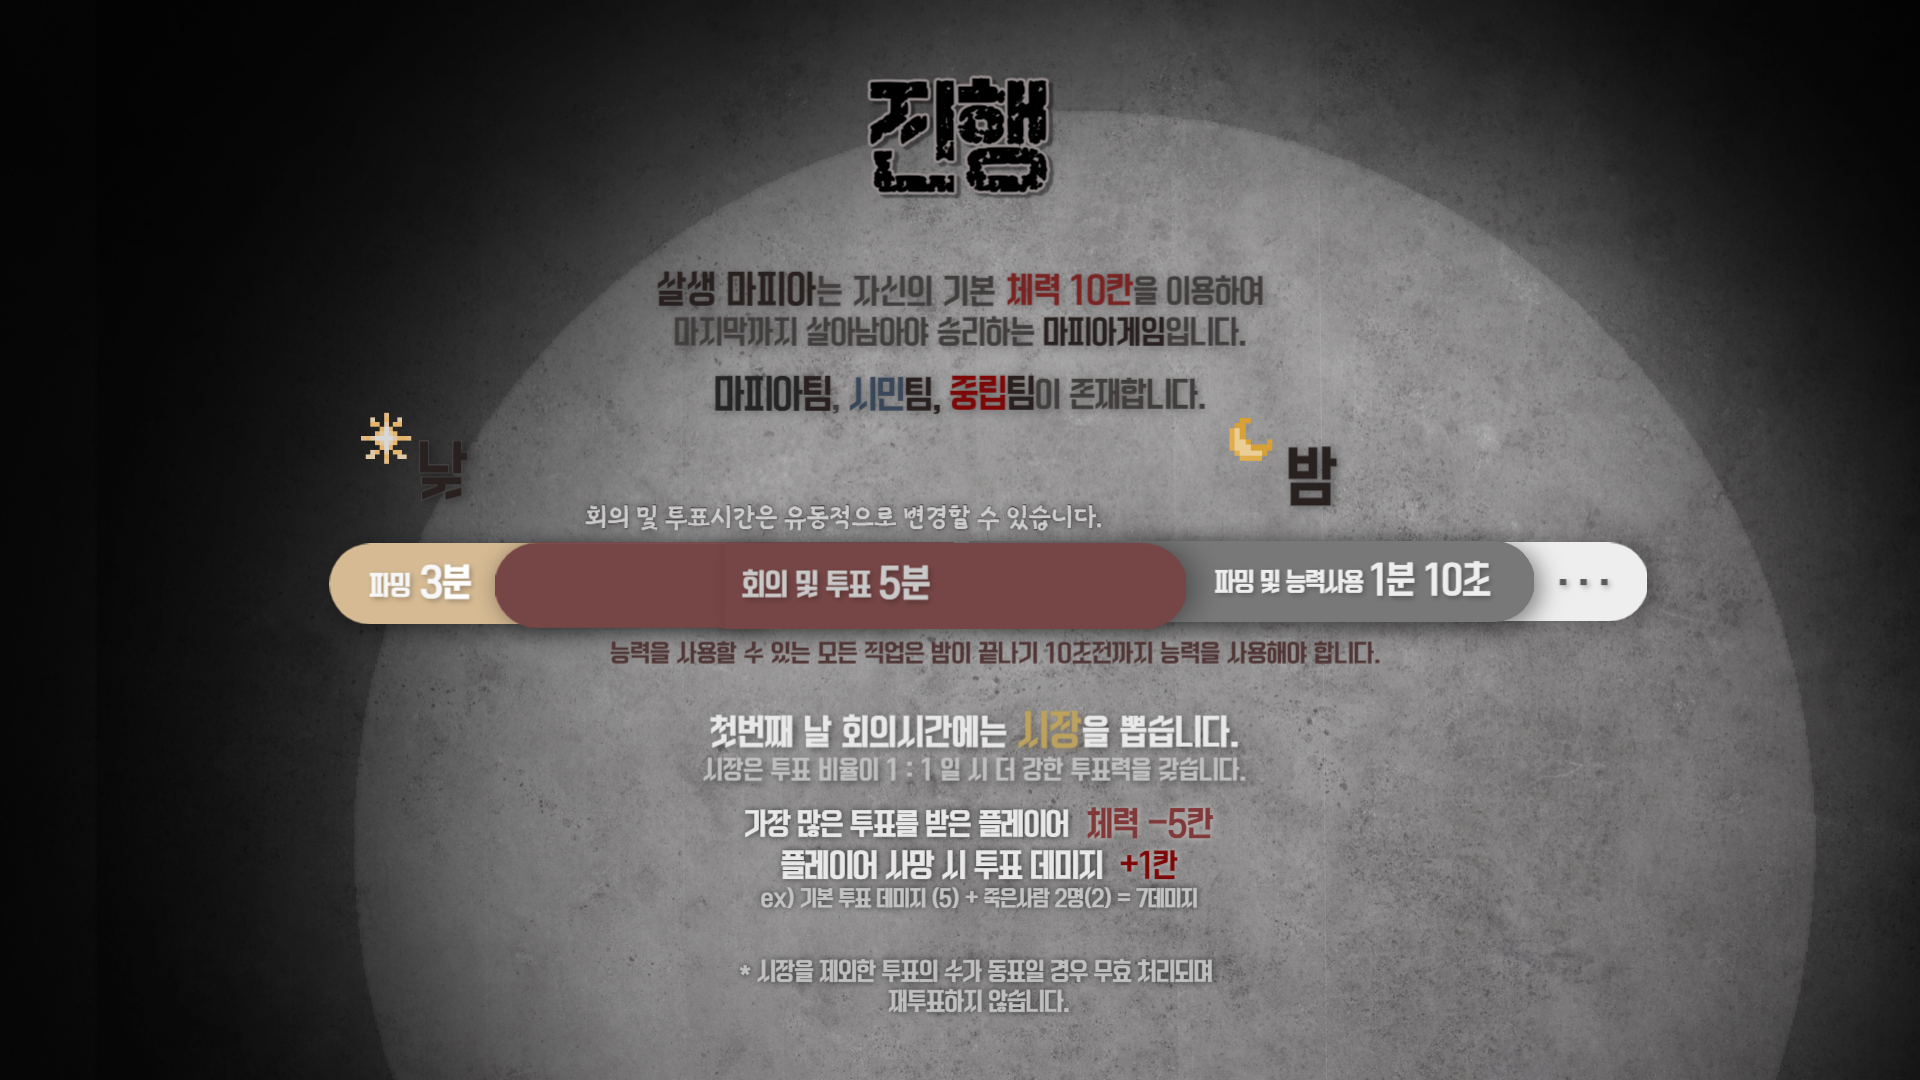 진행
살생 마피아는 자신의 기본 체력 10칸을 이용하여
마지막까지 살아남아야 승리하는 마피아게임입니다.
마피아팀, 시민팀, 중립팀이 존재합니다.
낮
밤
회의 및 투표시간은 유동적으로 변경할 수 있습니다.
파밍 3분
회의 및 투표 5분
파밍 및 능력사용 1분 10초
...
능력을 사용할 수 있는 모든 직업은 밤이 끝나기 10초전까지 능력을 사용해야 합니다.
첫번째 날 회의시간에는 시장을 뽑습니다.
시장은 투표 비율이 1 : 1 일 시 더 강한 투표력을 갖습니다.
가장 많은 투표를 받은 플레이어 체력 -5칸
플레이어 사망 시 투표 데미지 +1칸
ex) 기본 투표 데미지 (5) + 죽은사람 2명(2) = 7데미지
* 시장을 제외한 투표의 수가 동표일 경우 무효 처리되며
재투표하지 않습니다.